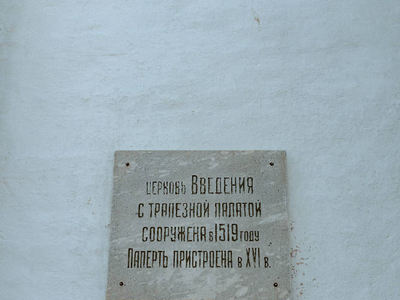 церковь Введения
с трапезной палатой
сооружена в 1519 году
Паперть пристроена в XVI в.